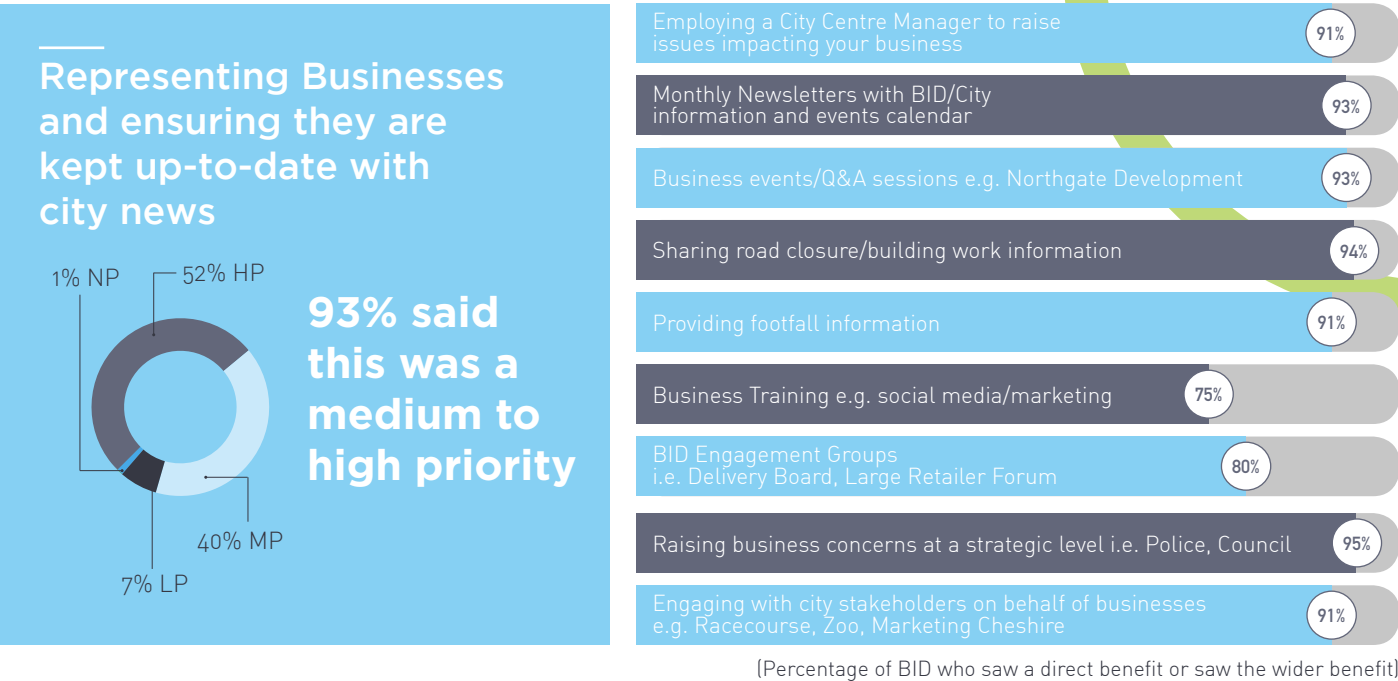 Representing Businesses
and ensuring they are
kept up-to-date with
city news
1% NP
52% HP
93% said
this was a
medium to
high priority
40% MP
7% LP
Employing a City Centre Manager to raise
issues impacting your business
91%
Monthly Newsletters with BID/City
information and events calendar
93%
Business events/Q&A sessions e.g. Northgate Development
93%
Sharing road closure/building work information
94%
Providing footfall information
91%
Business Training e.g. social media/marketing
75%
BID Engagement Groups
i.e. Delivery Board, Large Retailer Forum
80%
Raising business concerns at a strategic level i.e. Police, Council
95%
Engaging with city stakeholders on behalf of businesses
e.g. Racecourse, Zoo, Marketing Cheshire
91%
(Percentage of BID who saw a direct benefit or saw the wider benefit)